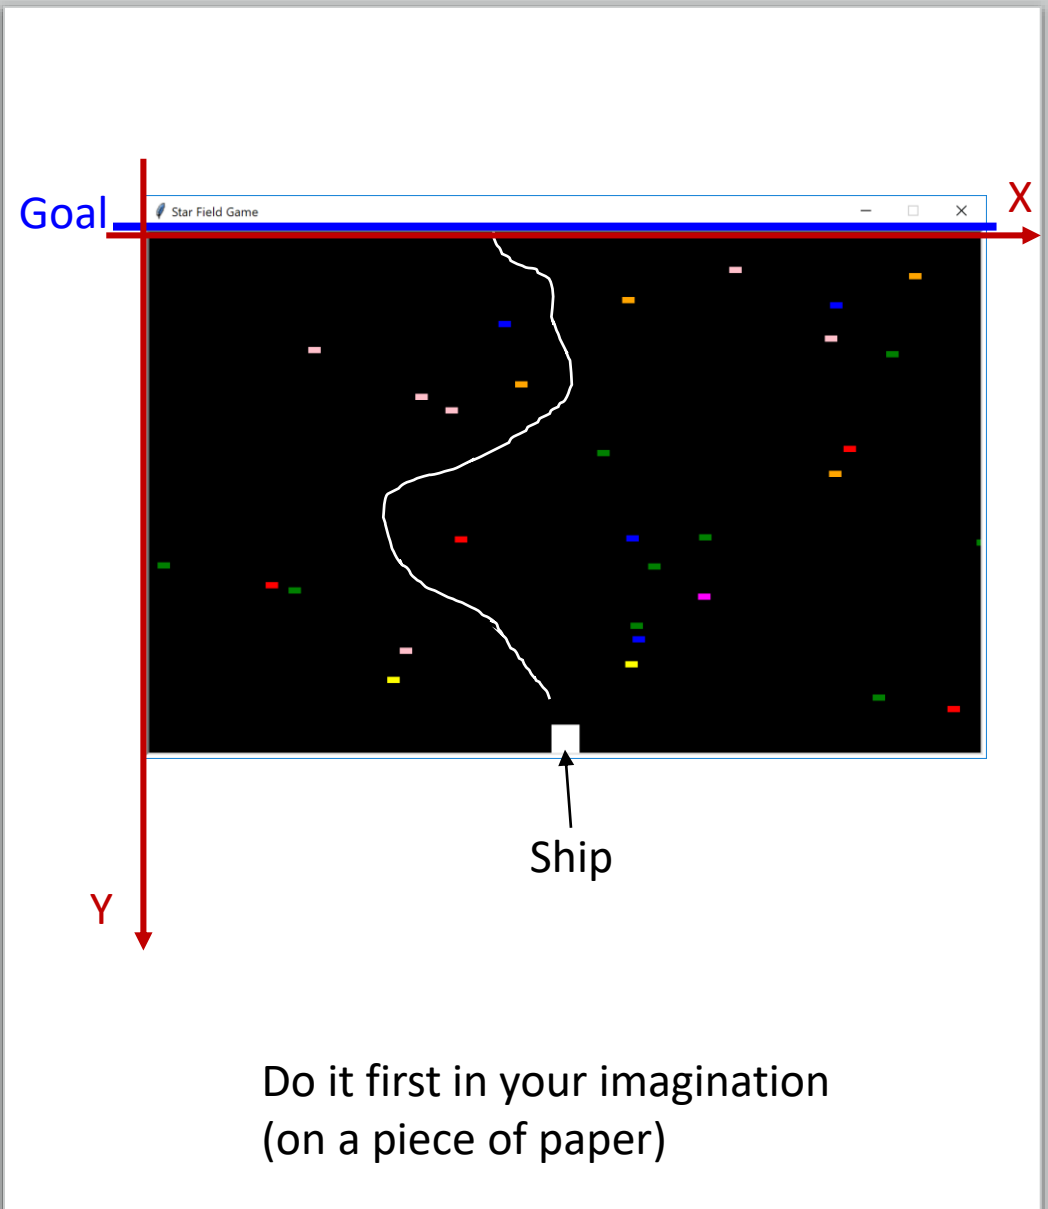 X
Goal
Star Field Game
Ship
Y
Do it first in your imagination
(on a piece of paper)